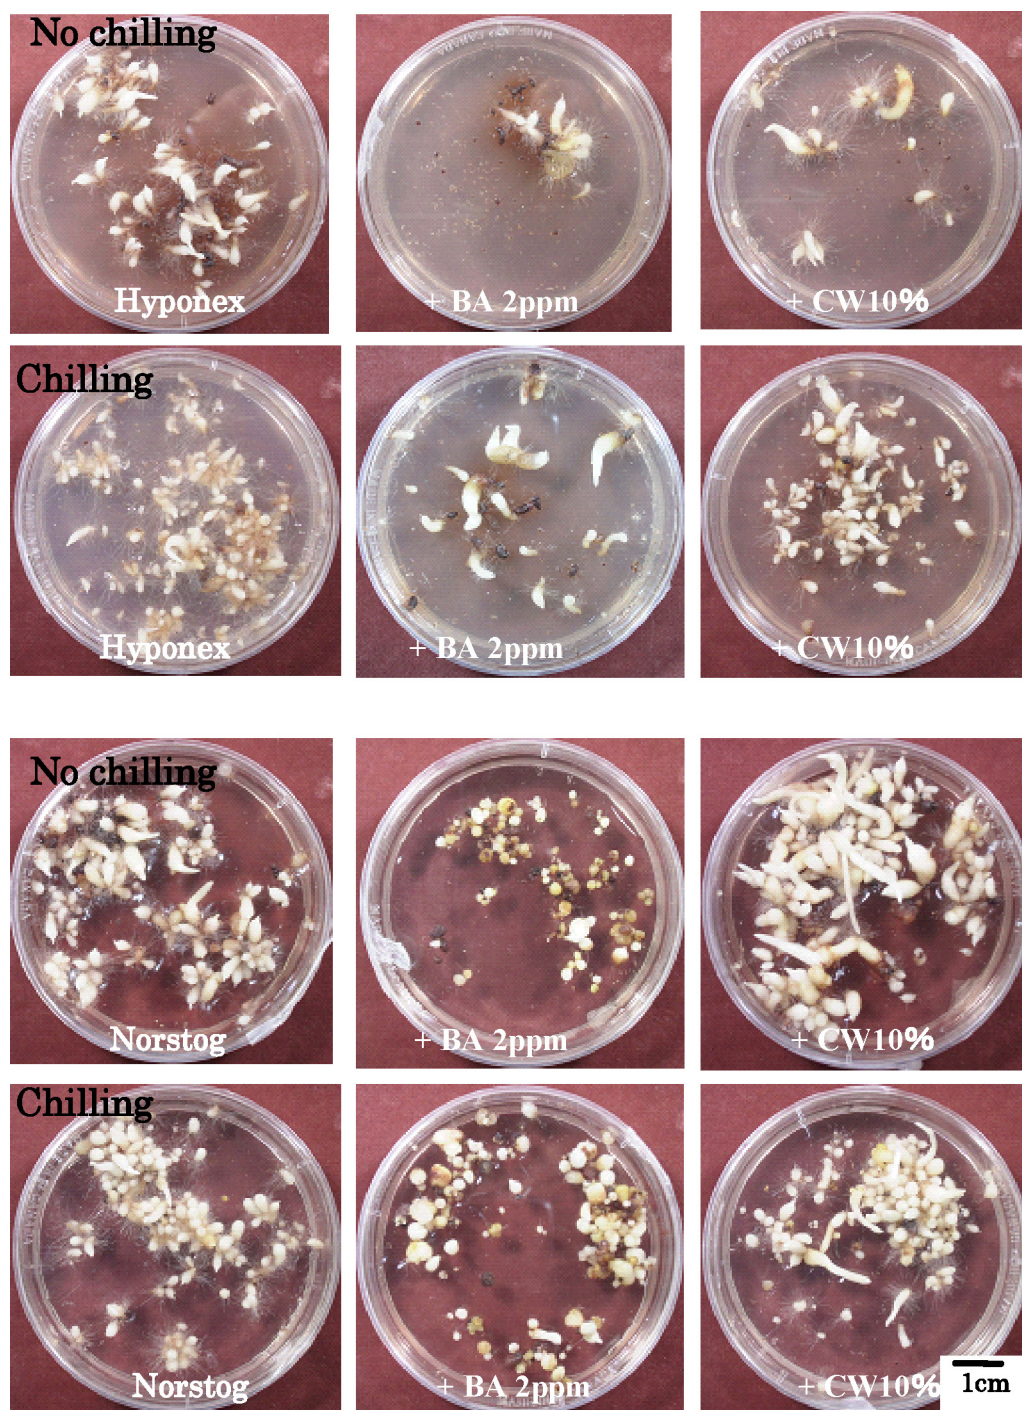 No chilling
Hyponex
+ BA 2ppm
+ CW10%
Chilling
Hyponex
+ BA 2ppm
+ CW10%
No chilling
Norstog
+ BA 2ppm
+ CW10%
Chilling
Norstog
+ BA 2ppm
+ CW10%
1cm